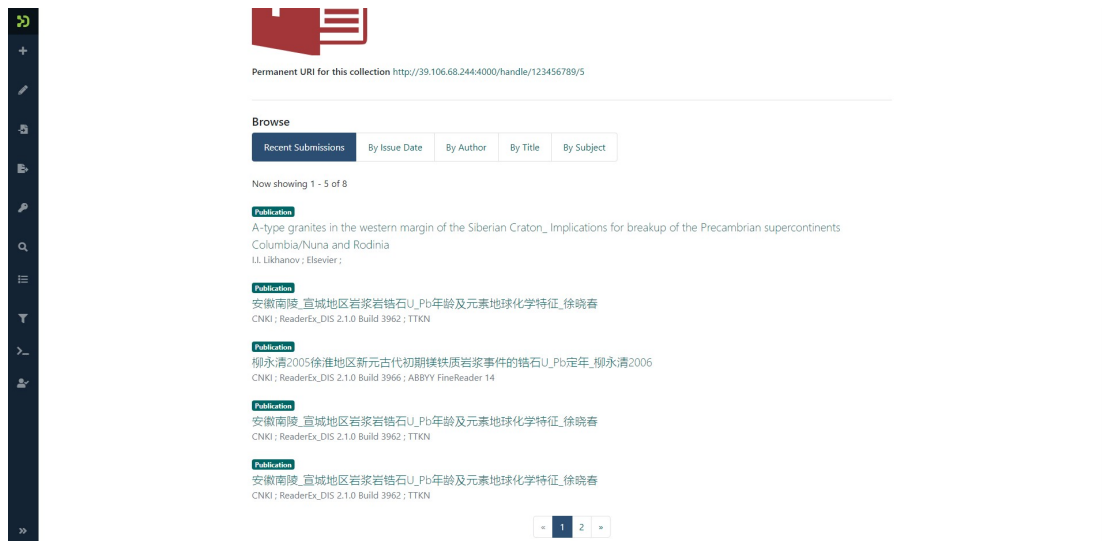 Permanent URI for this collection http://39.106.68.244:4000/handle/123456789/5
Browse
Recent Submissions By Issue Date By Author By Title By Subject
Now showing 1 - 5 of 8
Publication
A-type granites in the western margin of the Siberian Craton_ Implications for breakup of the Precambrian supercontinents
Columbia/Nuna and Rodinia
I.I. Likhanov ; Elsevier ;
Publication
安徽南陵_宣城地区岩浆岩锆石U_Pb年龄及元素地球化学特征_徐晓春
CNKI ; ReaderEx_DIS 2.1.0 Build 3962 ; TTKN
Publication
柳永清2005徐淮地区新元古代初期镁铁质岩浆事件的锆石U_Pb定年_柳永清2006
CNKI ; ReaderEx_DIS 2.1.0 Build 3966 ; ABBYY FineReader 14
Publication
安徽南陵_宣城地区岩浆岩锆石U_Pb年龄及元素地球化学特征_徐晓春
CNKI ; ReaderEx_DIS 2.1.0 Build 3962 ; TTKN
Publication
安徽南陵_宣城地区岩浆岩锆石U_Pb年龄及元素地球化学特征_徐晓春
CNKI ; ReaderEx_DIS 2.1.0 Build 3962 ; TTKN
« 1 2 »